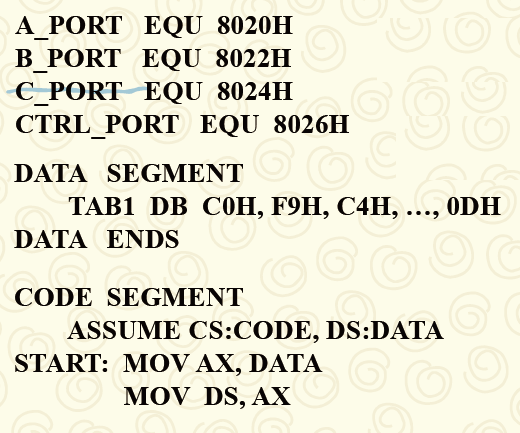 A_PORT EQU 8020H
B_PORT EQU 8022H
C_PORT EQU 8024H
CTRL_PORT EQU 8026H
DATA SEGMENT
TAB1 DB C0H, F9H, C4H, …, 0DH
DATA ENDS
CODE SEGMENT
ASSUME CS:CODE, DS:DATA
START: MOV AX, DATA
MOV DS, AX